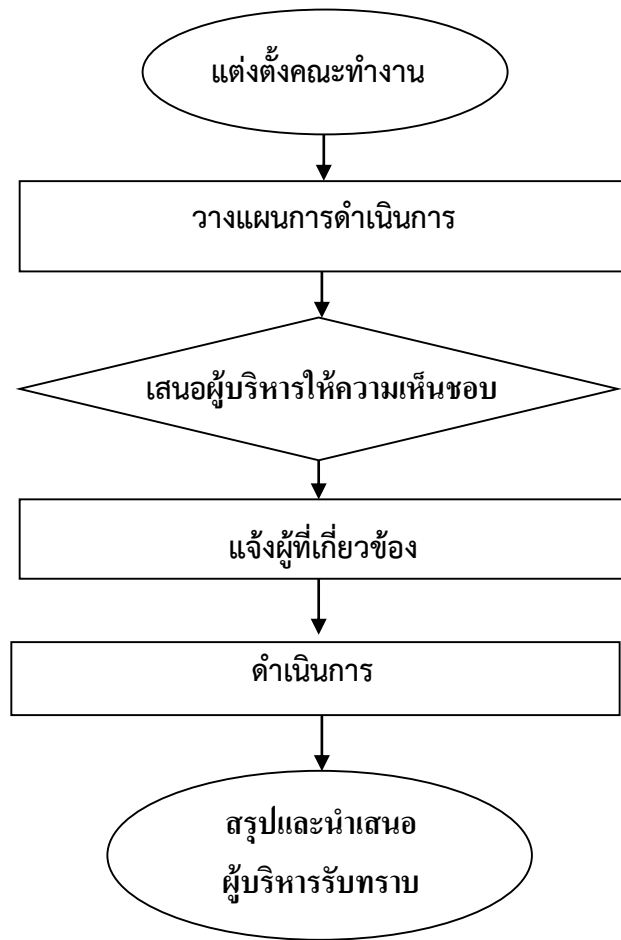 แต่งตั้งคณะทำงาน
วางแผนการดำเนินการ
เสนอผู้บริหารให้ความเห็นชอบ
แจ้งผู้ที่เกี่ยวข้อง
ดำเนินการ
สรุปและนำเสนอ
ผู้บริหารรับทราบ